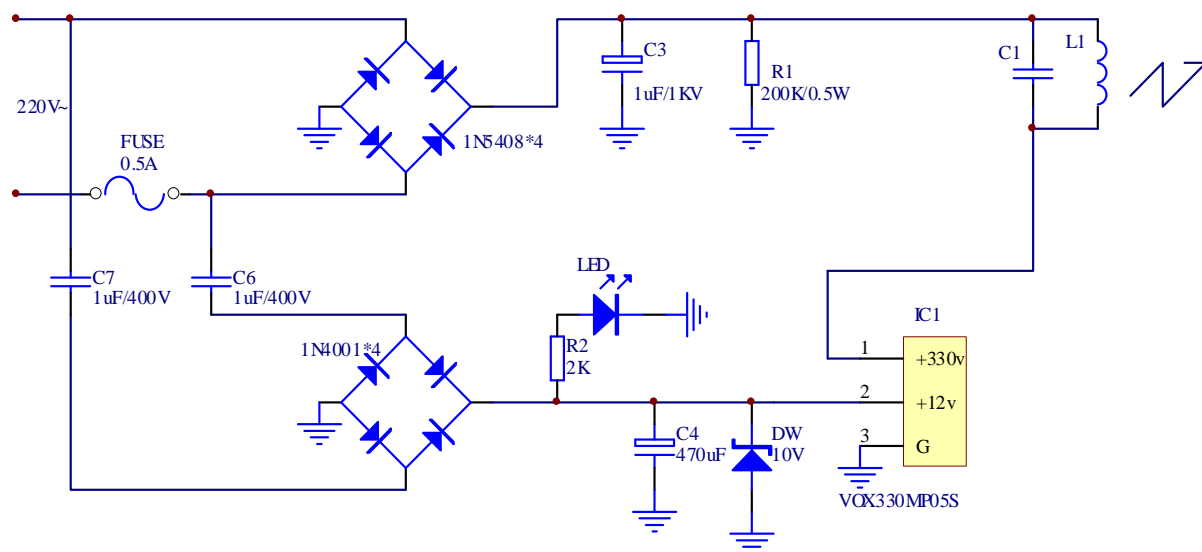 220V~
FUSE
0.5A
1N5408*4
C3
1uF/1KV
R1
200K/0.5W
C1
L1
C7
1uF/400V
C6
1uF/400V
1N4001*4
LED
R2
2K
C4
470uF
DW
10V
IC1
1
+330v
2
+12v
3
G
VOX330MP05S